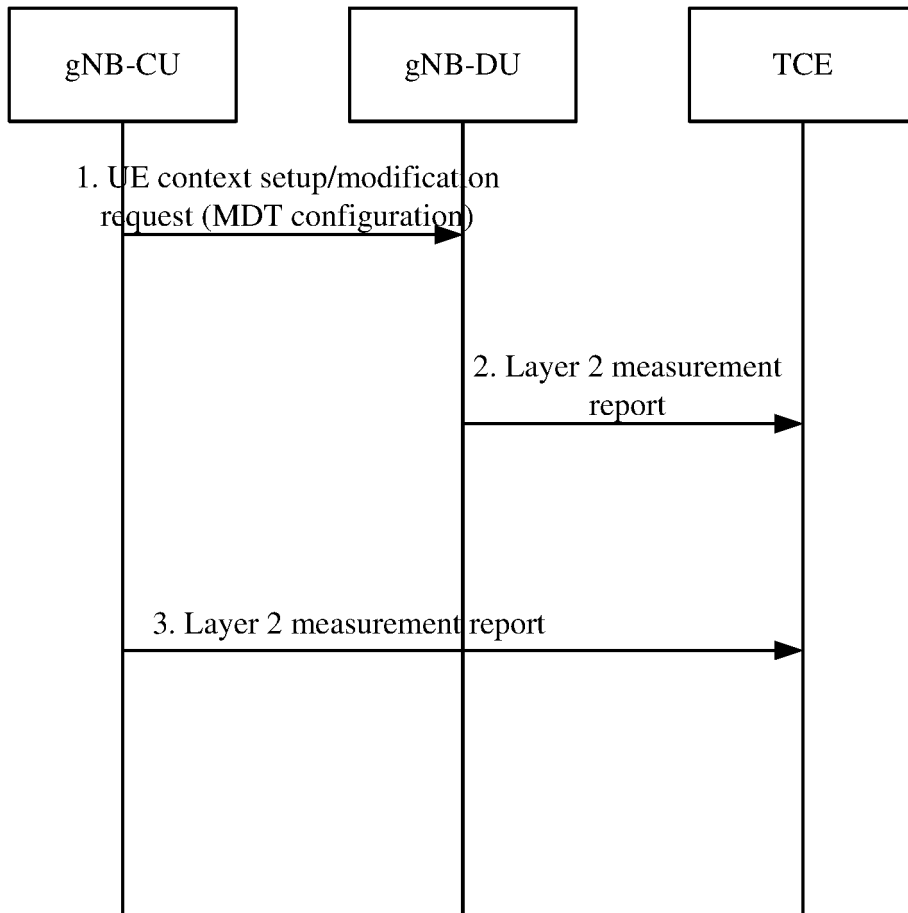 gNB-CU
gNB-DU
TCE
1. UE context setup/modification
request (MDT configuration)
2. Layer 2 measurement
report
3. Layer 2 measurement report